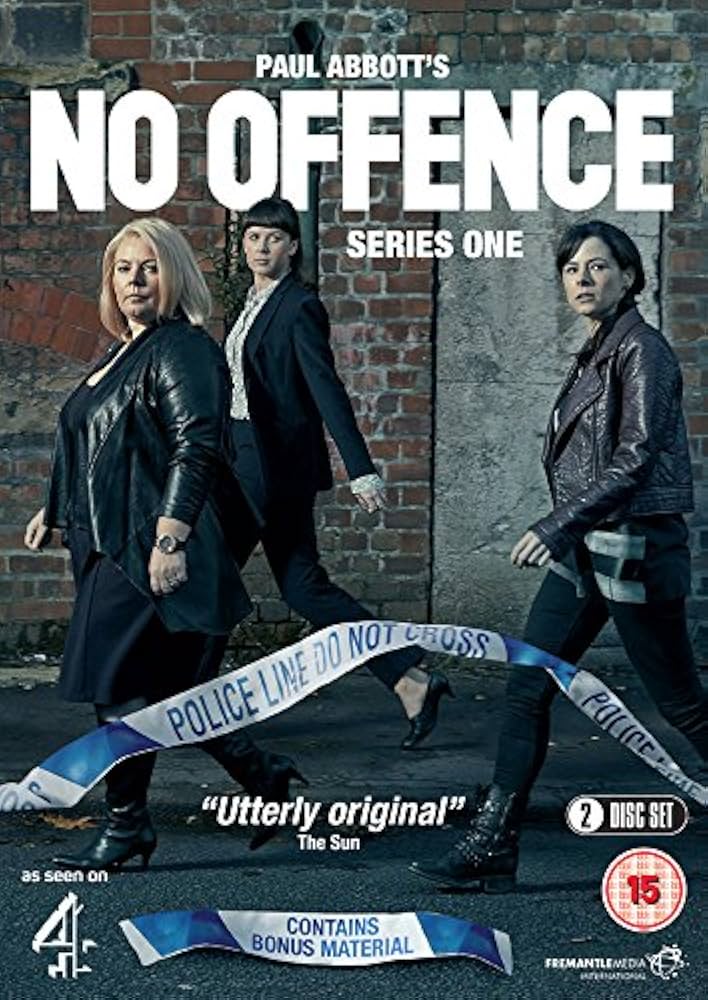 PAUL ABBOTT'S
NO OFFENCE
SERIES ONE
POLICE LINE DO NOT CROSS
POLICE LINE
"Utterly original"
The Sun
2 DISC SET
as seen on
4
15
CONTAINS
BONUS MATERIAL
FREMANTLEMEDIA
INTERNATIONAL